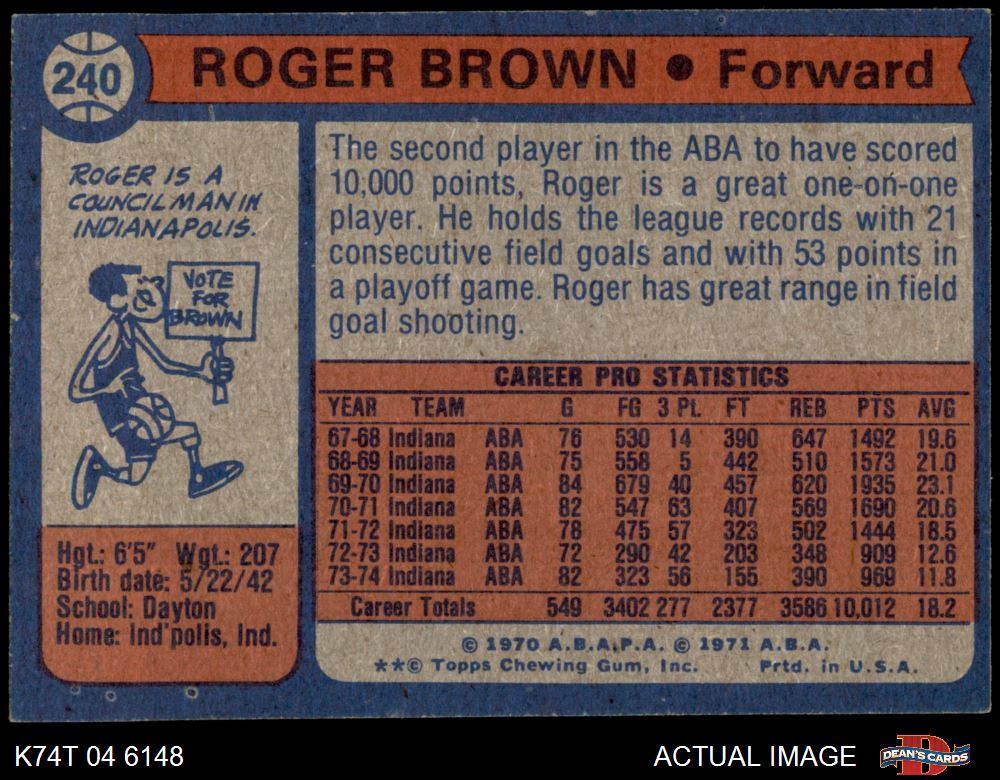 240
ROGER BROWN • Forward
ROGER IS A
COUNCILMAN IN
INDIANAPOLIS.
VOTE
FOR
BROWN
Hgt.: 6'5" Wgt.: 207
Birth date: 5/22/42
School: Dayton
Home: Ind'polis, Ind.
The second player in the ABA to have scored
10,000 points, Roger is a great one-on-one
player. He holds the league records with 21
consecutive field goals and with 53 points in
a playoff game. Roger has great range in field
goal shooting.
CAREER PRO STATISTICS
YEAR TEAM G FG 3 Pt. FT REB PTS AVG
67-68 Indiana ABA 76 530 14 390 647 1492 19.6
68-69 Indiana ABA 75 558 5 442 510 1573 21.0
69-70 Indiana ABA 84 679 40 457 620 1935 23.1
70-71 Indiana ABA 82 547 63 407 569 1690 20.6
71-72 Indiana ABA 78 475 57 323 502 1444 18.5
72-73 Indiana ABA 72 290 42 203 348 909 12.6
73-74 Indiana ABA 82 323 56 155 390 969 11.8
Career Totals 549 3402 277 2377 3586 10,012 18.2
© 1970 A.B.A.P.A. © 1971 A.B.A.
**© Topps Chewing Gum, Inc. Prtd. in U.S.A.
K74T 04 6148
ACTUAL IMAGE
D
DEAN'S CARDS